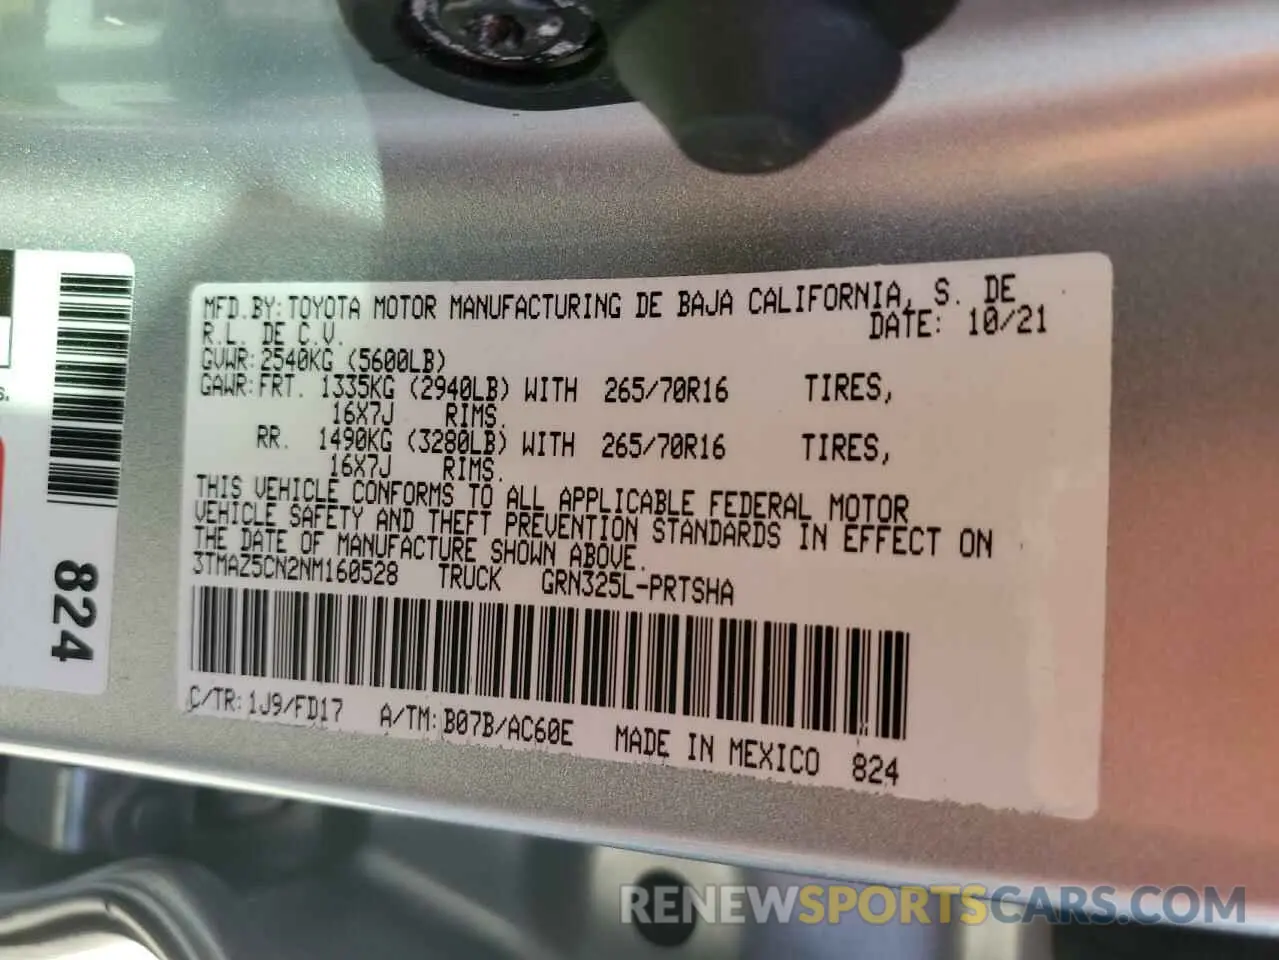 MFD.BY:TOYOTA MOTOR MANUFACTURING DE BAJA CALIFORNIA, S. DE
R.L. DE C.V. DATE: 10/21
GVWR:2540KG (5600LB)
GAWR:FRT. 1335KG (2940LB) WITH 265/70R16 TIRES,
16X7J RIMS.
RR. 1490KG (3280LB) WITH 265/70R16 TIRES,
16X7J RIMS.
THIS VEHICLE CONFORMS TO ALL APPLICABLE FEDERAL MOTOR
VEHICLE SAFETY AND THEFT PREVENTION STANDARDS IN EFFECT ON
THE DATE OF MANUFACTURE SHOWN ABOVE.
3TMAZ5CN2NM160528 TRUCK GRN325L-PRTSHA
C/TR:1J9/FD17 A/TM:B07B/AC60E MADE IN MEXICO 824
824
RENEWSPORTSCARS.COM